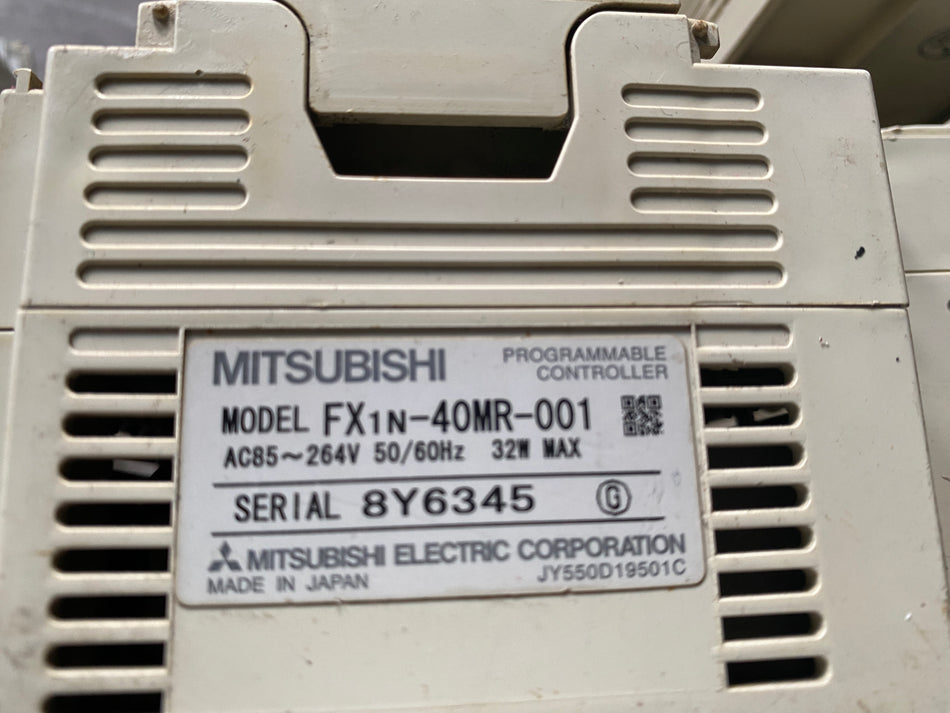 MITSUBISHI
PROGRAMMABLE
CONTROLLER
MODEL FX1N-40MR-001
AC85～264V 50/60Hz 32W MAX
SERIAL 8Y6345 G
MITSUBISHI ELECTRIC CORPORATION
MADE IN JAPAN JY550D19501C